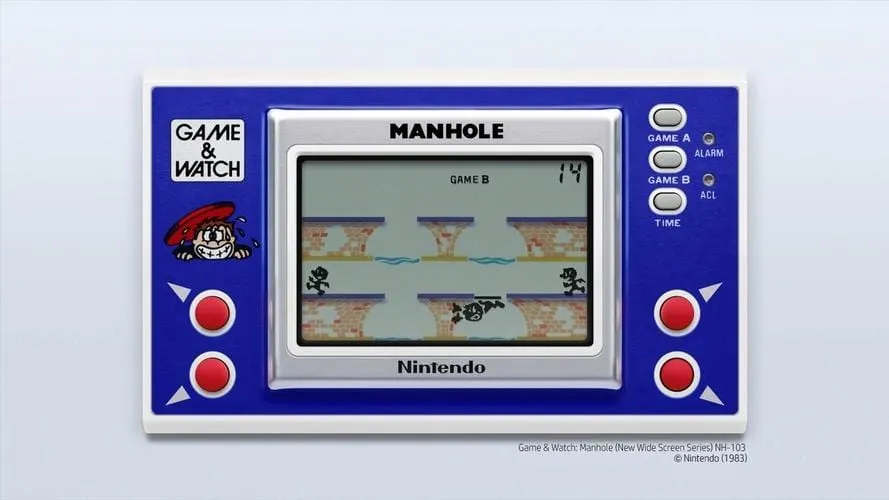 GAME
&
WATCH
MANHOLE
GAME B
14
GAME A
ALARM
GAME B
ACL
TIME
Nintendo
Game & Watch: Manhole (New Wide Screen Series) NH-103
© Nintendo (1983)